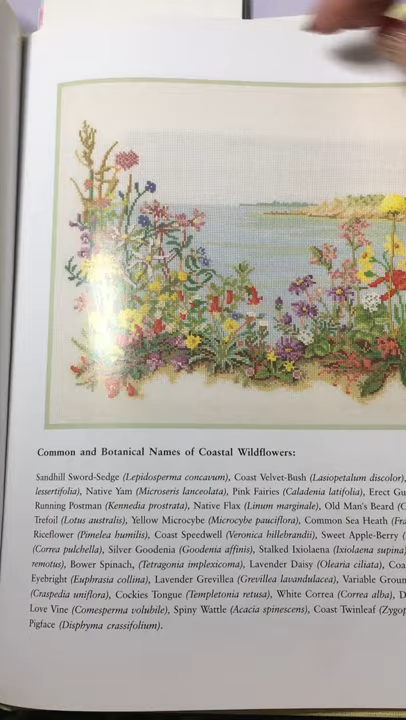 Common and Botanical Names of Coastal Wildflowers:
Sandhill Sword-Sedge (Lepidosperma concavum), Coast Velvet-Bush (Lasiopetalum discolor),
lessertifolia), Native Yam (Microseris lanceolata), Pink Fairies (Caladenia latifolia), Erect
Running Postman (Kennedia prostrata), Native Flax (Linum marginale), Old Man's Beard
Trefoil (Lotus australis), Yellow Microcybe (Microcybe pauciflora), Common Sea Heath
Riceflower (Pimelea humilis), Coast Speedwell (Veronica hillebrandii), Sweet Apple-Berry
(Correa pulchella), Silver Goodenia (Goodenia affinis), Stalked Ixiolaena (Ixiolaena supina
remotus), Bower Spinach, (Tetragonia implexicoma), Lavender Daisy (Olearia ciliata),
Eyebright (Euphrasia collina), Lavender Grevillea (Grevillea lavandulacea), Variable
(Craspedia uniflora), Cockies Tongue (Templetonia retusa), White Correa (Correa alba),
Love Vine (Comesperma volubile), Spiny Wattle (Acacia spinescens), Coast Twinleaf
Pigface (Disphyma crassifolium).